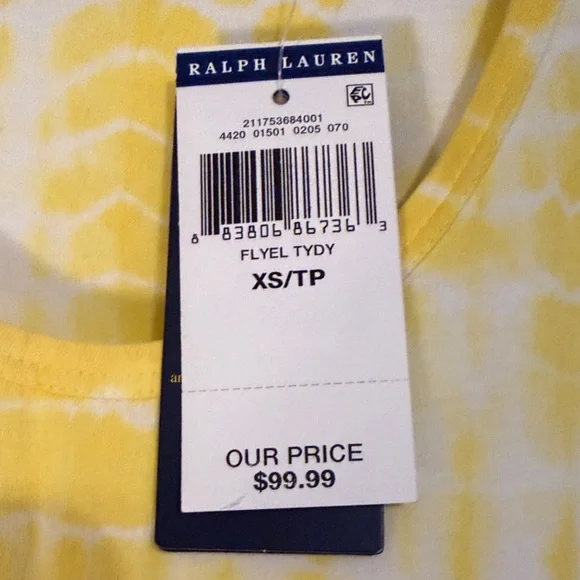 RALPH LAUREN
211753684001
4420 01501 0205 070
8 83806 86736 3
FLYEL TYDY
XS/TP
OUR PRICE
$99.99